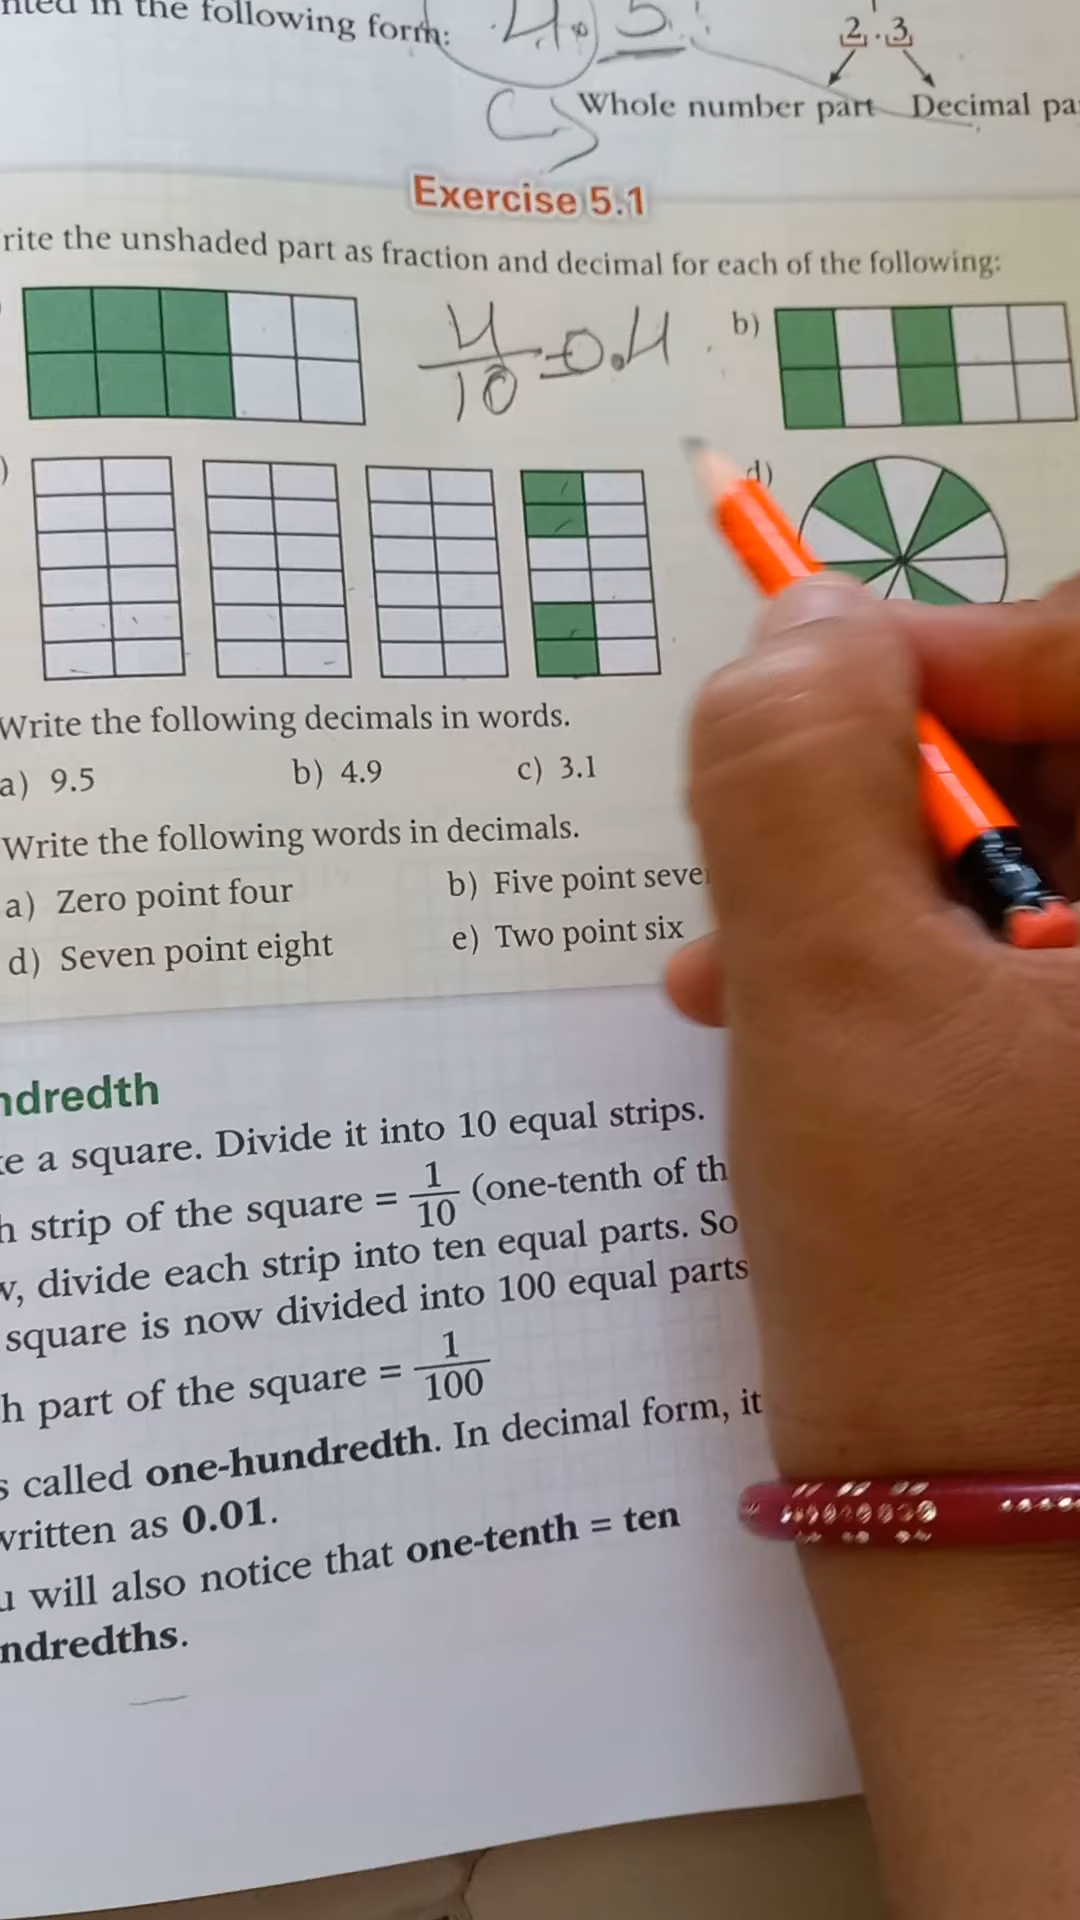 in the following form: 4.5
2.3
Whole number part Decimal
Exercise 5.1
rite the unshaded part as fraction and decimal for each of the following:
4/10 = 0.4
b)
)
d)
Write the following decimals in words.
a) 9.5 b) 4.9 c) 3.1
Write the following words in decimals.
a) Zero point four b) Five point seve
d) Seven point eight e) Two point six
ndredth
e a square. Divide it into 10 equal strips.
h strip of the square = 1/10 (one-tenth of th
w, divide each strip into ten equal parts. So
square is now divided into 100 equal parts
h part of the square = 1/100
s called one-hundredth. In decimal form, it
written as 0.01.
u will also notice that one-tenth = ten
ndredths.